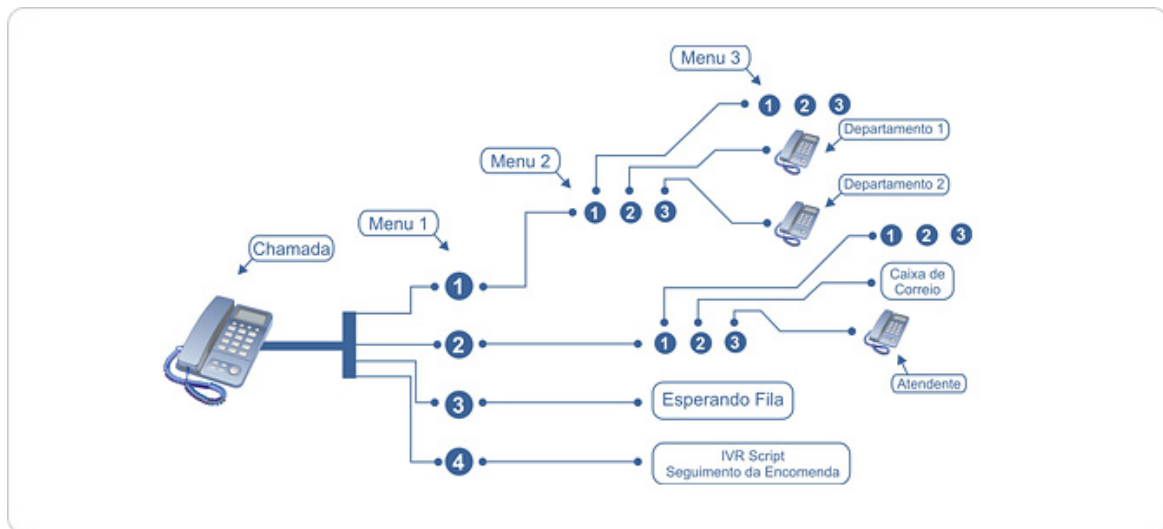 Menu 3
1 2 3
Departamento 1
Menu 2
Departamento 2
1 2 3
Menu 1
1 2 3
Chamada
1
Caixa de
Correio
2
1 2 3
Atendente
3
Esperando Fila
4
IVR Script
Seguimento da Encomenda